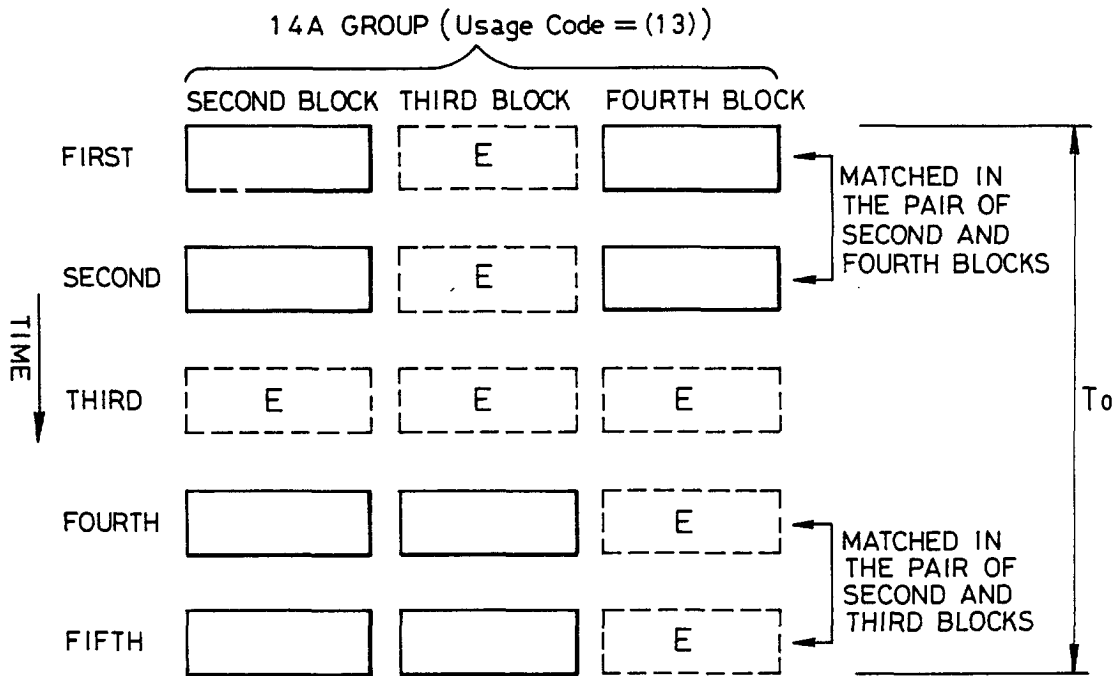 14A GROUP (Usage Code = (13))
SECOND BLOCK THIRD BLOCK FOURTH BLOCK
FIRST E
MATCHED IN
THE PAIR OF
SECOND AND
FOURTH BLOCKS
SECOND E
TIME
THIRD E E E
To
FOURTH E
MATCHED IN
THE PAIR OF
SECOND AND
THIRD BLOCKS
FIFTH E